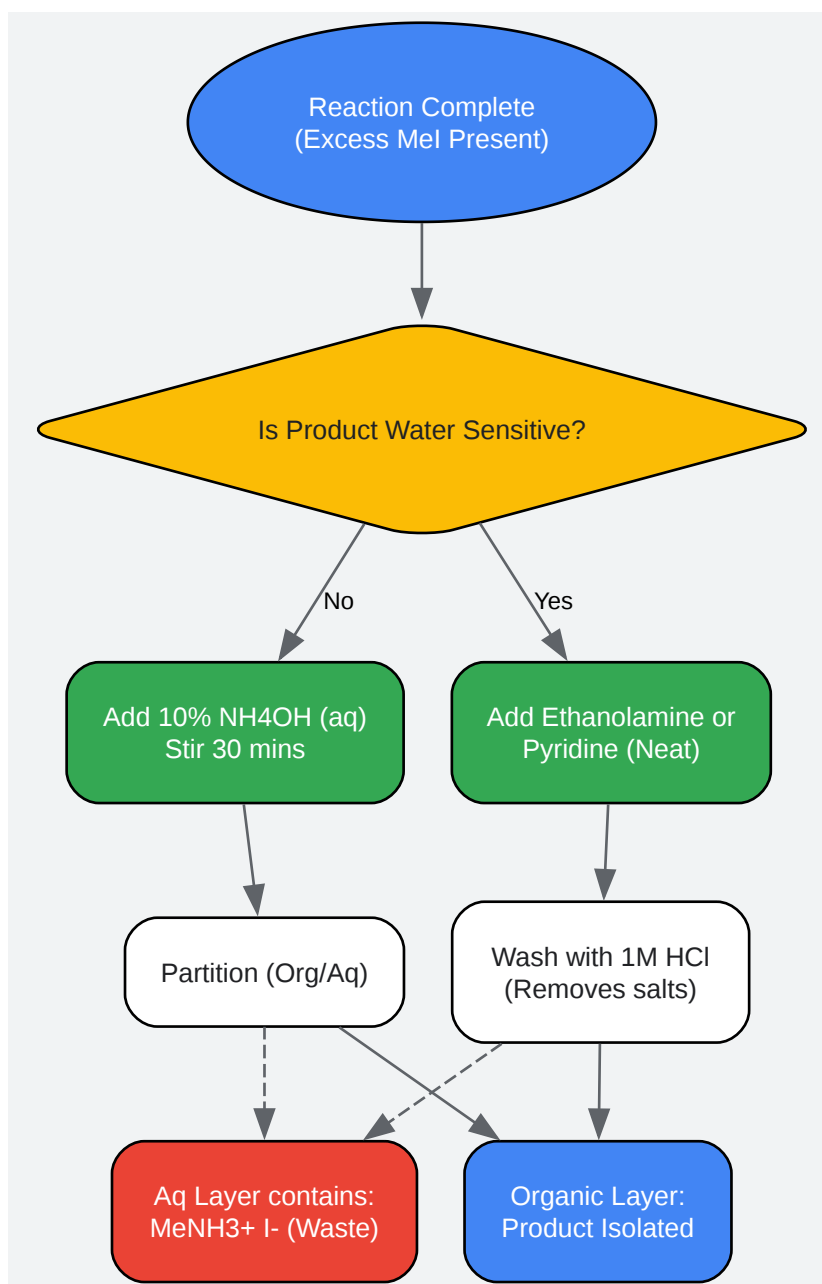 Reaction Complete
(Excess MeI Present)
Is Product Water Sensitive?
No
Yes
Add 10% NH4OH (aq)
Stir 30 mins
Add Ethanolamine or
Pyridine (Neat)
Partition (Org/Aq)
Wash with 1M HCl
(Removes salts)
Aq Layer contains:
MeNH3+ I- (Waste)
Organic Layer:
Product Isolated